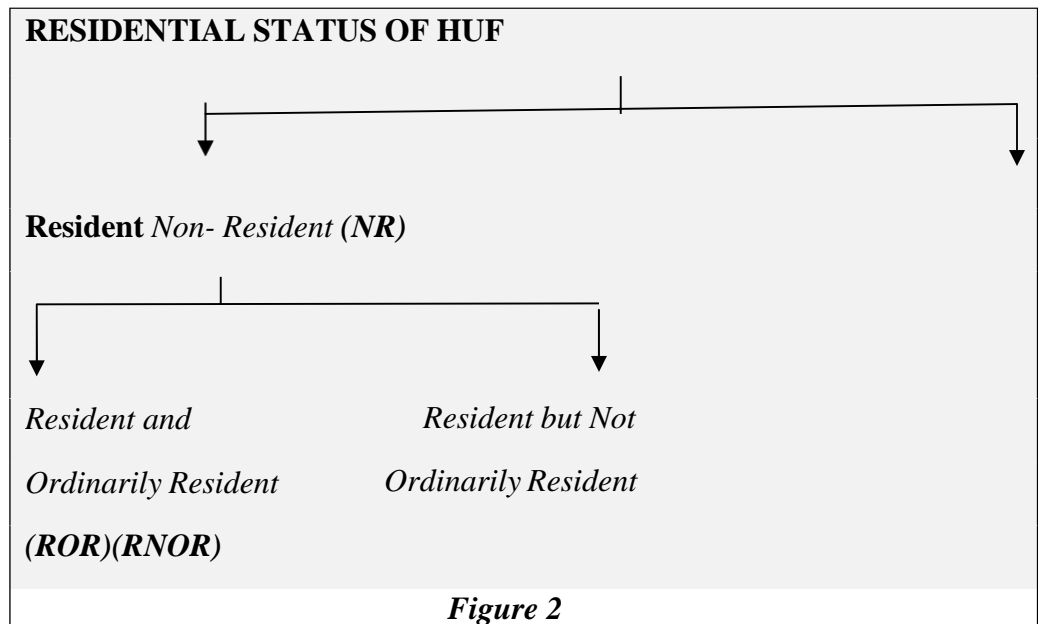 RESIDENTIAL STATUS OF HUF
Resident Non- Resident (NR)
Resident and Resident but Not
Ordinarily Resident Ordinarily Resident
(ROR)(RNOR)
Figure 2